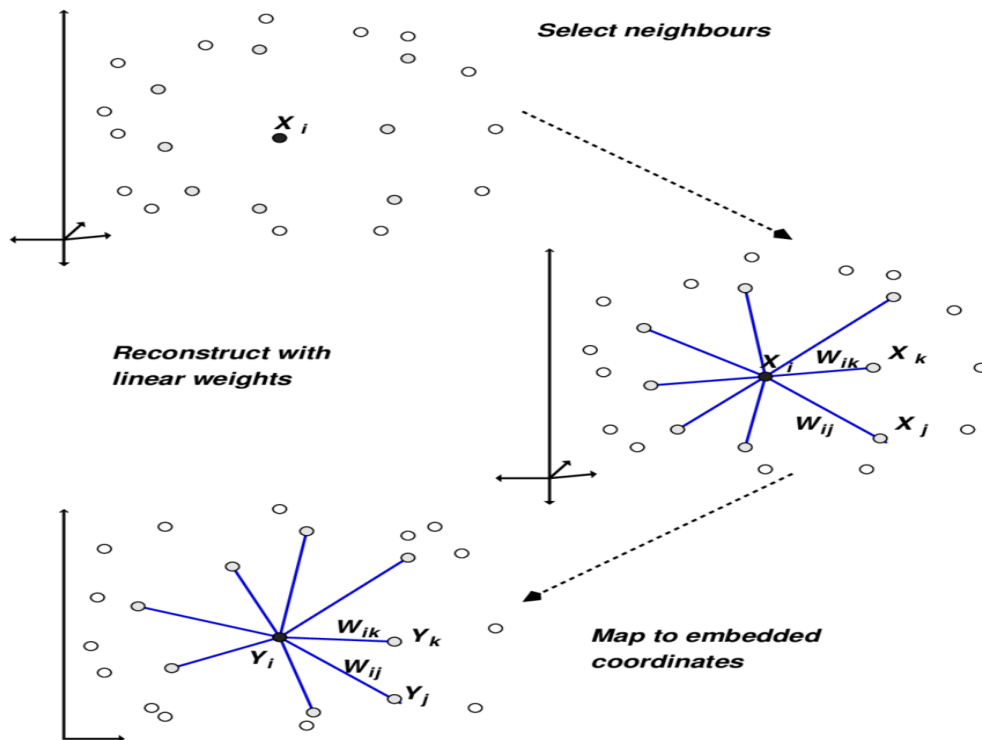 Select neighbours
X i
Reconstruct with
linear weights
X i
W ik
X k
W ij
X j
W ik
Y k
Y i
W ij
Y j
Map to embedded
coordinates